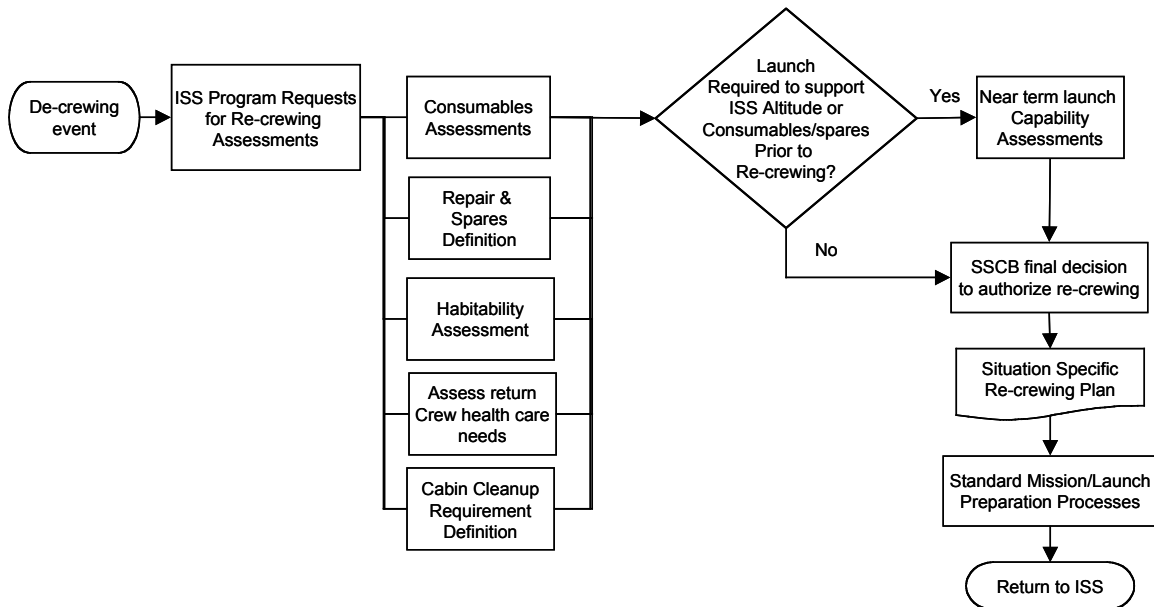 De-crewing
event
ISS Program Requests
for Re-crewing
Assessments
Consumables
Assessments
Repair &
Spares
Definition
Habitability
Assessment
Assess return
Crew health care
needs
Cabin Cleanup
Requirement
Definition
Launch
Required to support
ISS Altitude or
Consumables/spares
Prior to
Re-crewing?
Yes
No
Near term launch
Capability
Assessments
SSCB final decision
to authorize re-crewing
Situation Specific
Re-crewing Plan
Standard Mission/Launch
Preparation Processes
Return to ISS